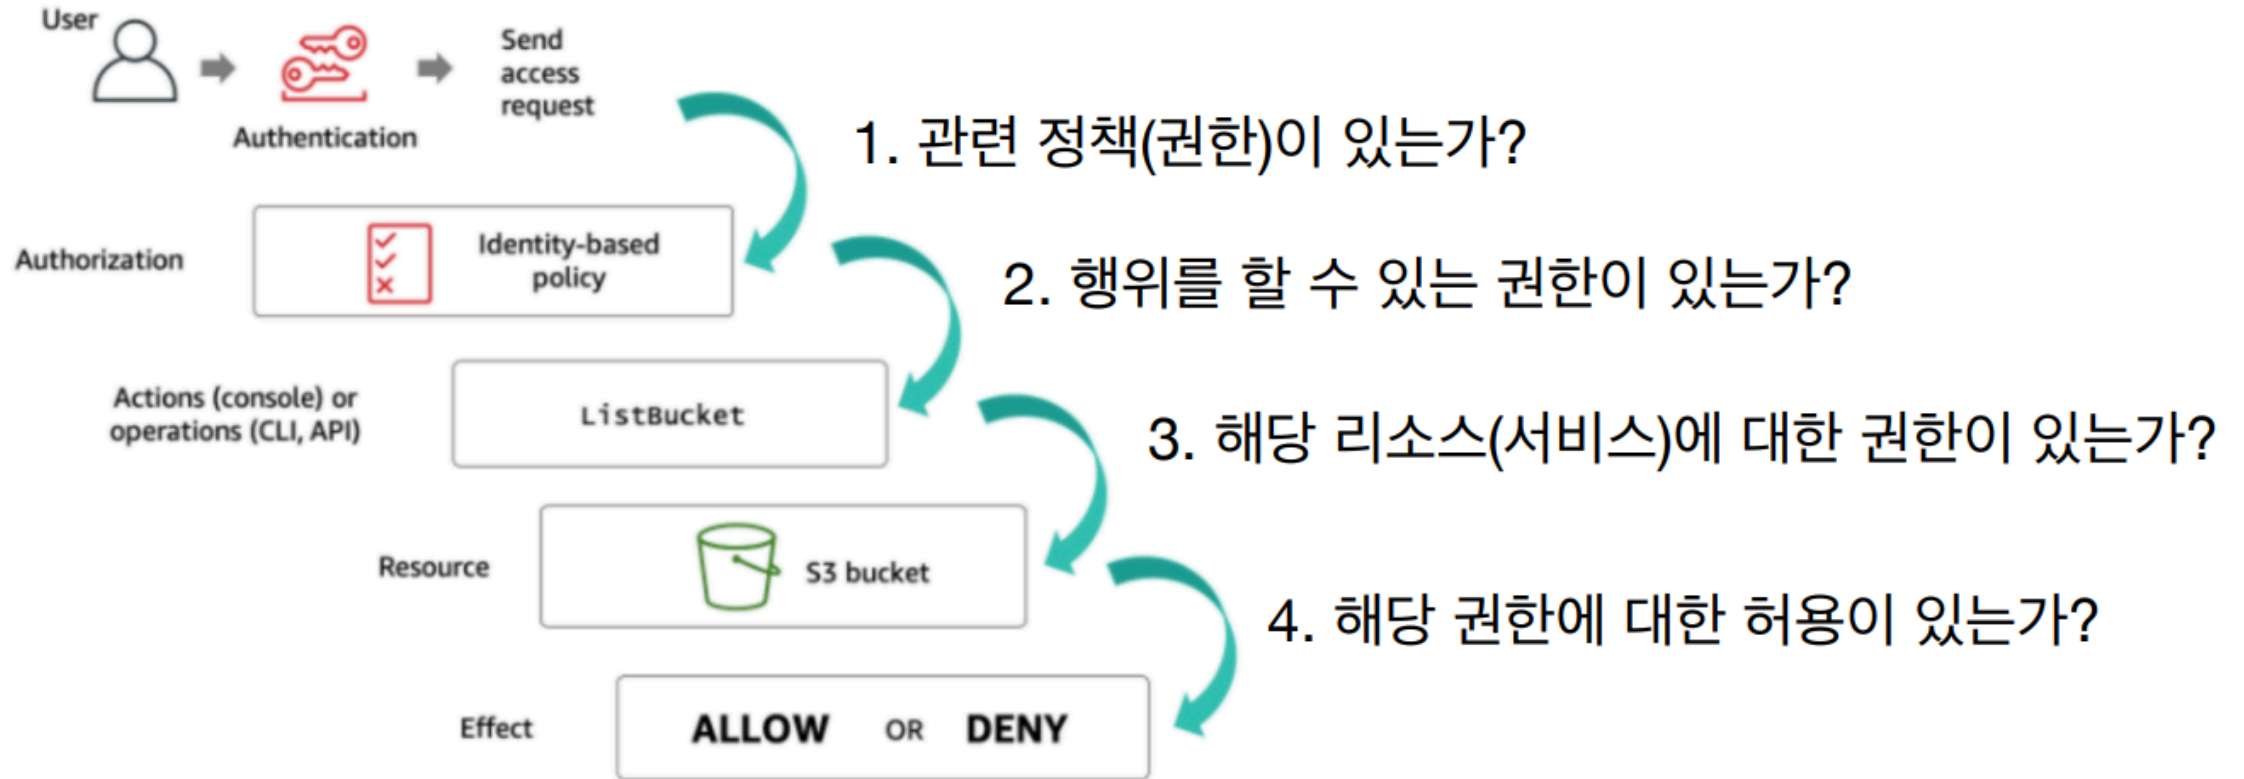 User
Send
access
request
Authentication
1. 관련 정책(권한)이 있는가?
Authorization
Identity-based
policy
2. 행위를 할 수 있는 권한이 있는가?
Actions (console) or
operations (CLI, API)
ListBucket
3. 해당 리소스(서비스)에 대한 권한이 있는가?
Resource
S3 bucket
4. 해당 권한에 대한 허용이 있는가?
Effect
ALLOW OR DENY